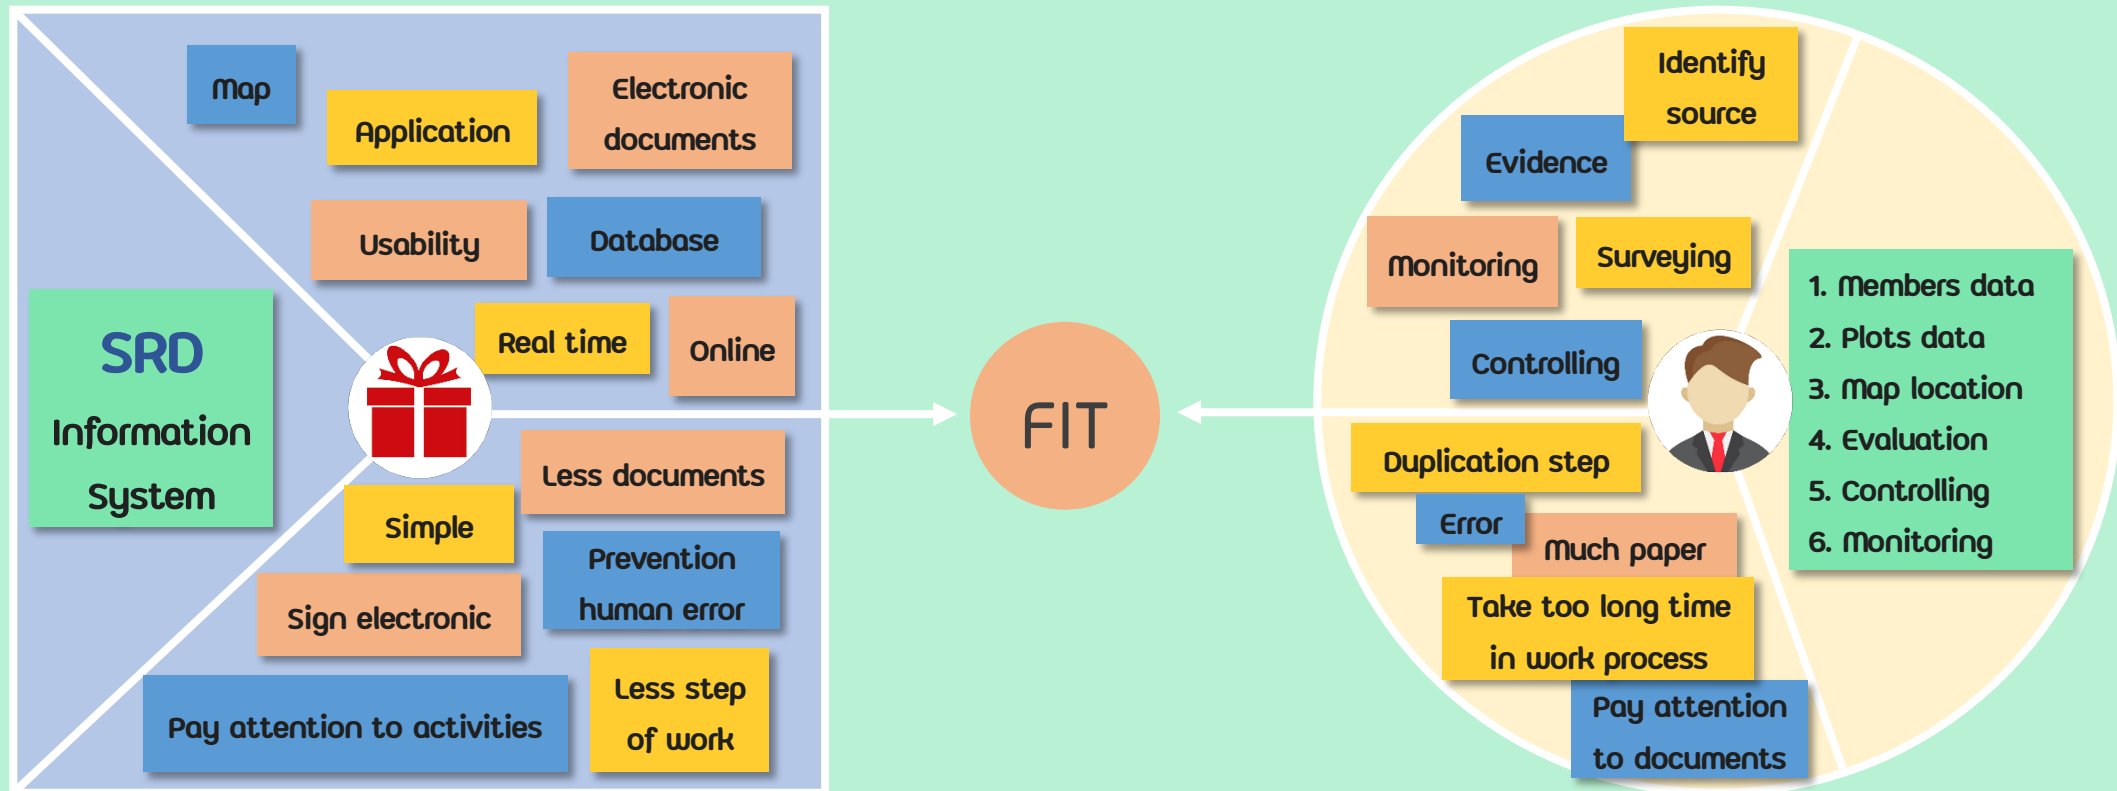 Map
Application
Electronic
documents
Usability
Database
Real time
Online
SRD
Information
System
Less documents
Simple
Prevention
human error
Sign electronic
Less step
of work
Pay attention to activities
FIT
Identify
source
Evidence
Monitoring
Surveying
Controlling
Duplication step
Error
Much paper
Take too long time
in work process
Pay attention
to documents
1. Members data
2. Plots data
3. Map location
4. Evaluation
5. Controlling
6. Monitoring